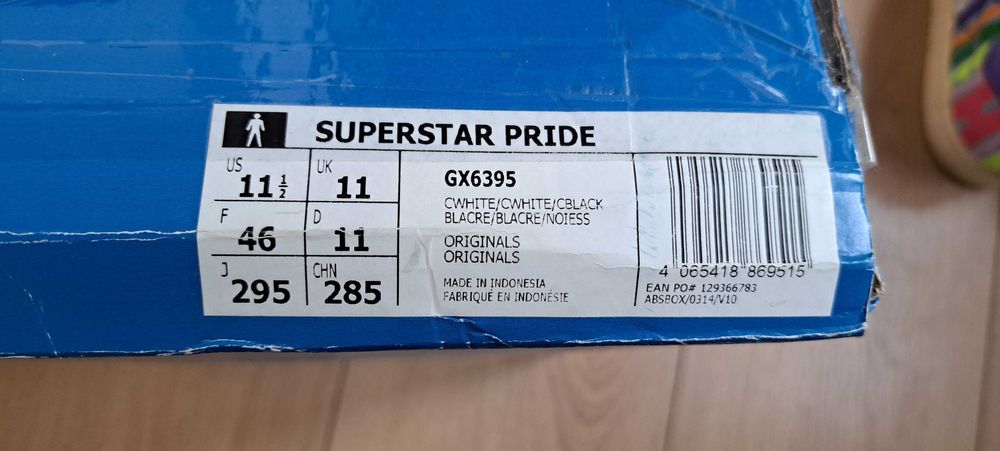 SUPERSTAR PRIDE
US
11 1/2
UK
11
F
46
D
11
J
295
CHN
285
GX6395
CWHITE/CWHITE/CBLACK
BLACRE/BLACRE/NOIESS
ORIGINALS
ORIGINALS
MADE IN INDONESIA
FABRIQUÉ EN INDONÉSIE
4 065418 869515
EAN PO# 129366783
ABSBOX/0314/V10